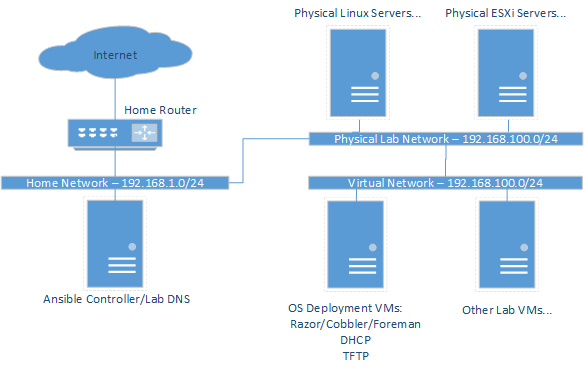 Physical Linux Servers...
Physical ESXi Servers...
Internet
Home Router
Physical Lab Network – 192.168.100.0/24
Home Network – 192.168.1.0/24
Virtual Network – 192.168.100.0/24
Ansible Controller/Lab DNS
OS Deployment VMs:
Razor/Cobbler/Foreman
DHCP
TFTP
Other Lab VMs...